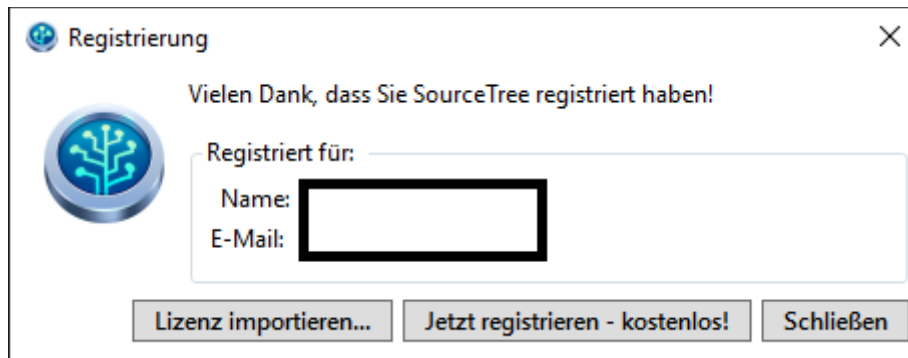 Registrierung
Vielen Dank, dass Sie SourceTree registriert haben!
Registriert für:
Name:
E-Mail:
Lizenz importieren... Jetzt registrieren - kostenlos! Schließen